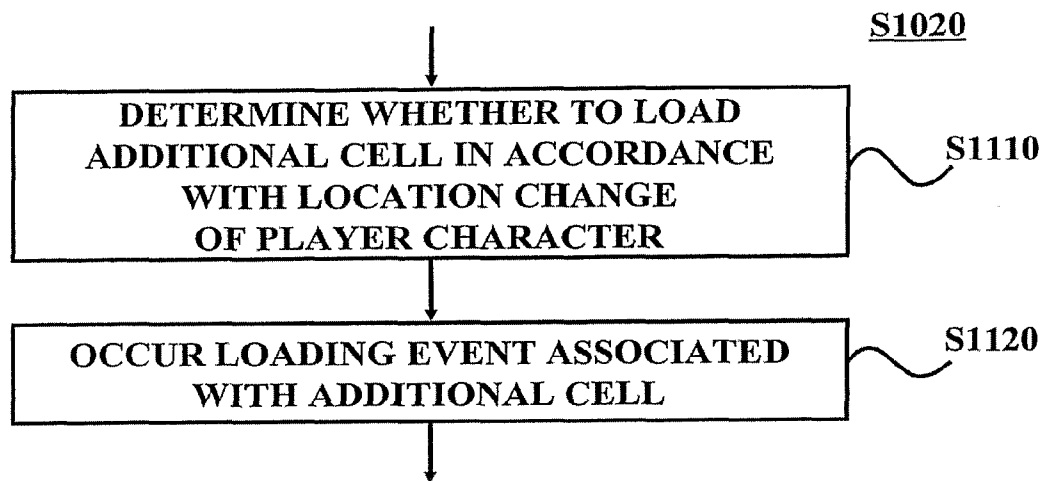 S1020
DETERMINE WHETHER TO LOAD
ADDITIONAL CELL IN ACCORDANCE
WITH LOCATION CHANGE
OF PLAYER CHARACTER
S1110
OCCUR LOADING EVENT ASSOCIATED
WITH ADDITIONAL CELL
S1120